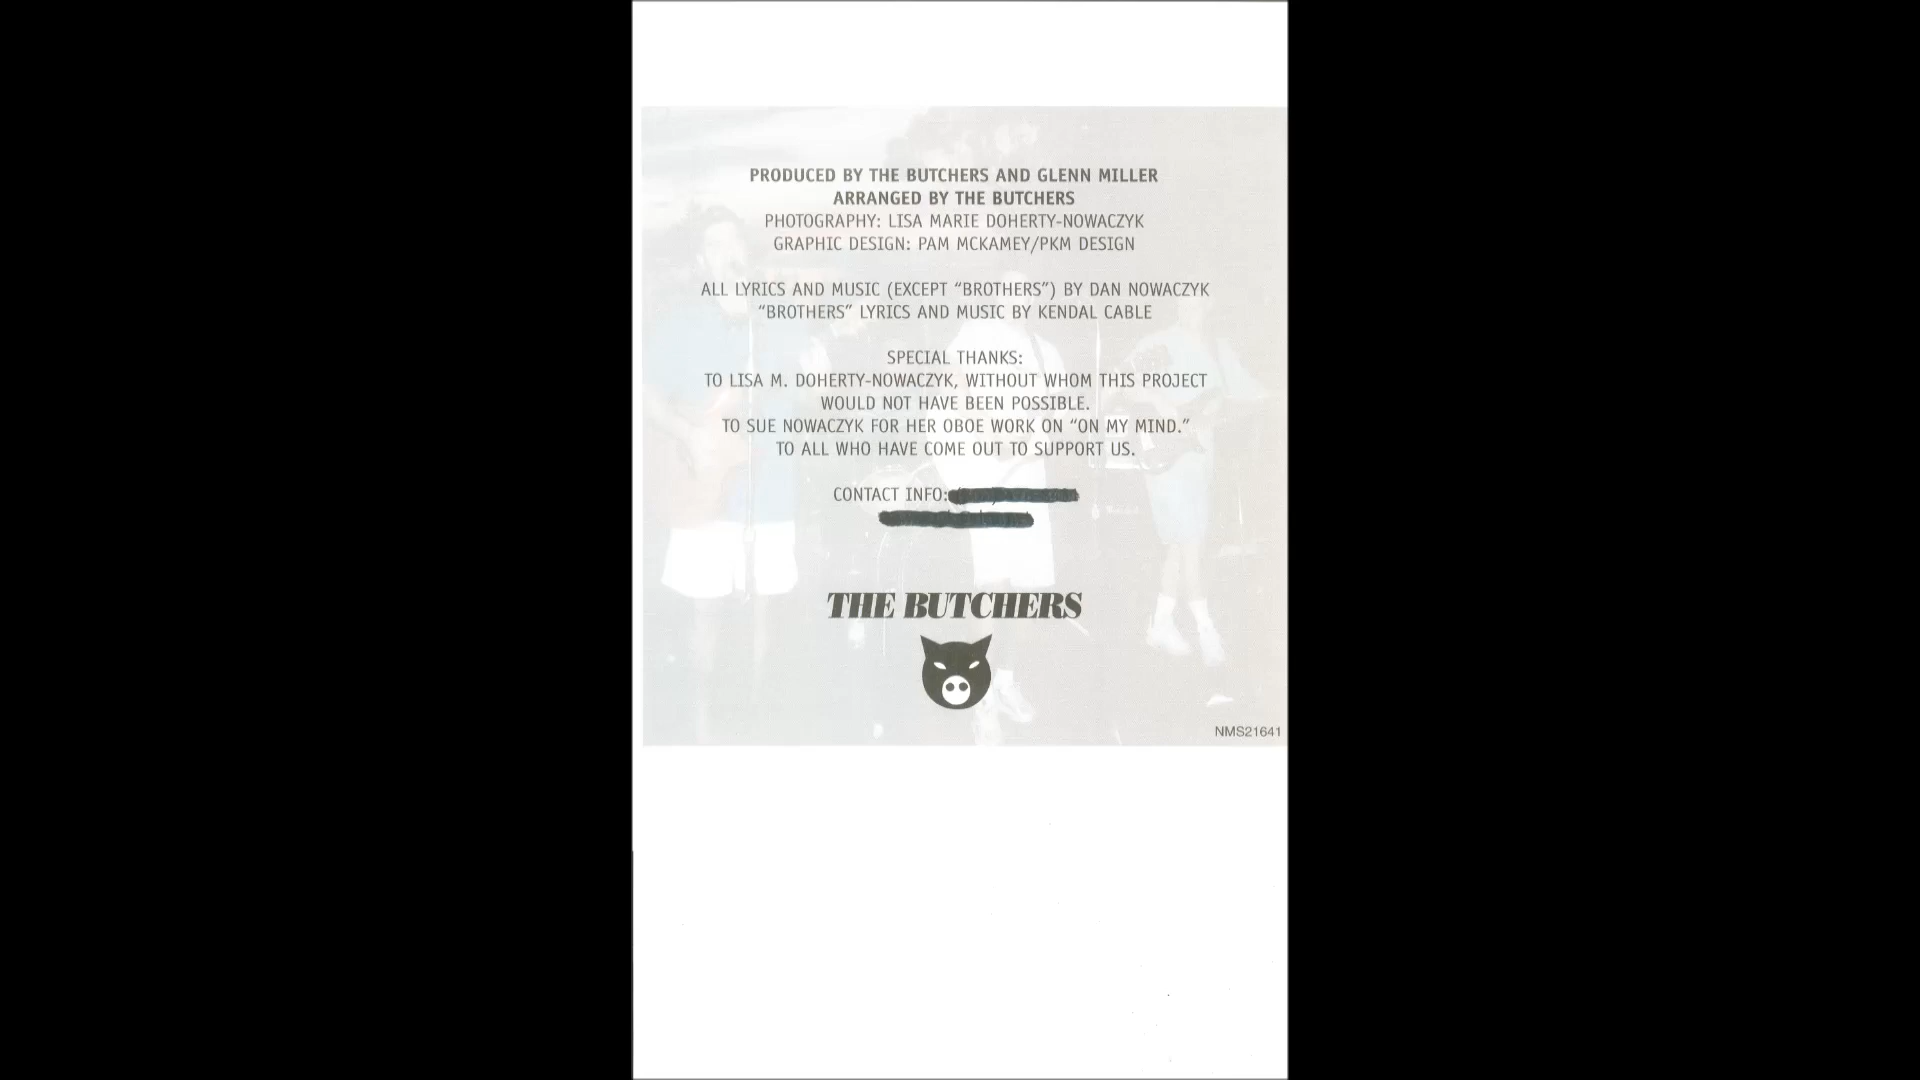 PRODUCED BY THE BUTCHERS AND GLENN MILLER
ARRANGED BY THE BUTCHERS
PHOTOGRAPHY: LISA MARIE DOHERTY-NOWACZYK
GRAPHIC DESIGN: PAM MCKAMEY/PKM DESIGN
ALL LYRICS AND MUSIC (EXCEPT “BROTHERS”) BY DAN NOWACZYK
“BROTHERS” LYRICS AND MUSIC BY KENDAL CABLE
SPECIAL THANKS:
TO LISA M. DOHERTY-NOWACZYK, WITHOUT WHOM THIS PROJECT
WOULD NOT HAVE BEEN POSSIBLE.
TO SUE NOWACZYK FOR HER OBOE WORK ON “ON MY MIND.”
TO ALL WHO HAVE COME OUT TO SUPPORT US.
CONTACT INFO:
THE BUTCHERS
NMS21641